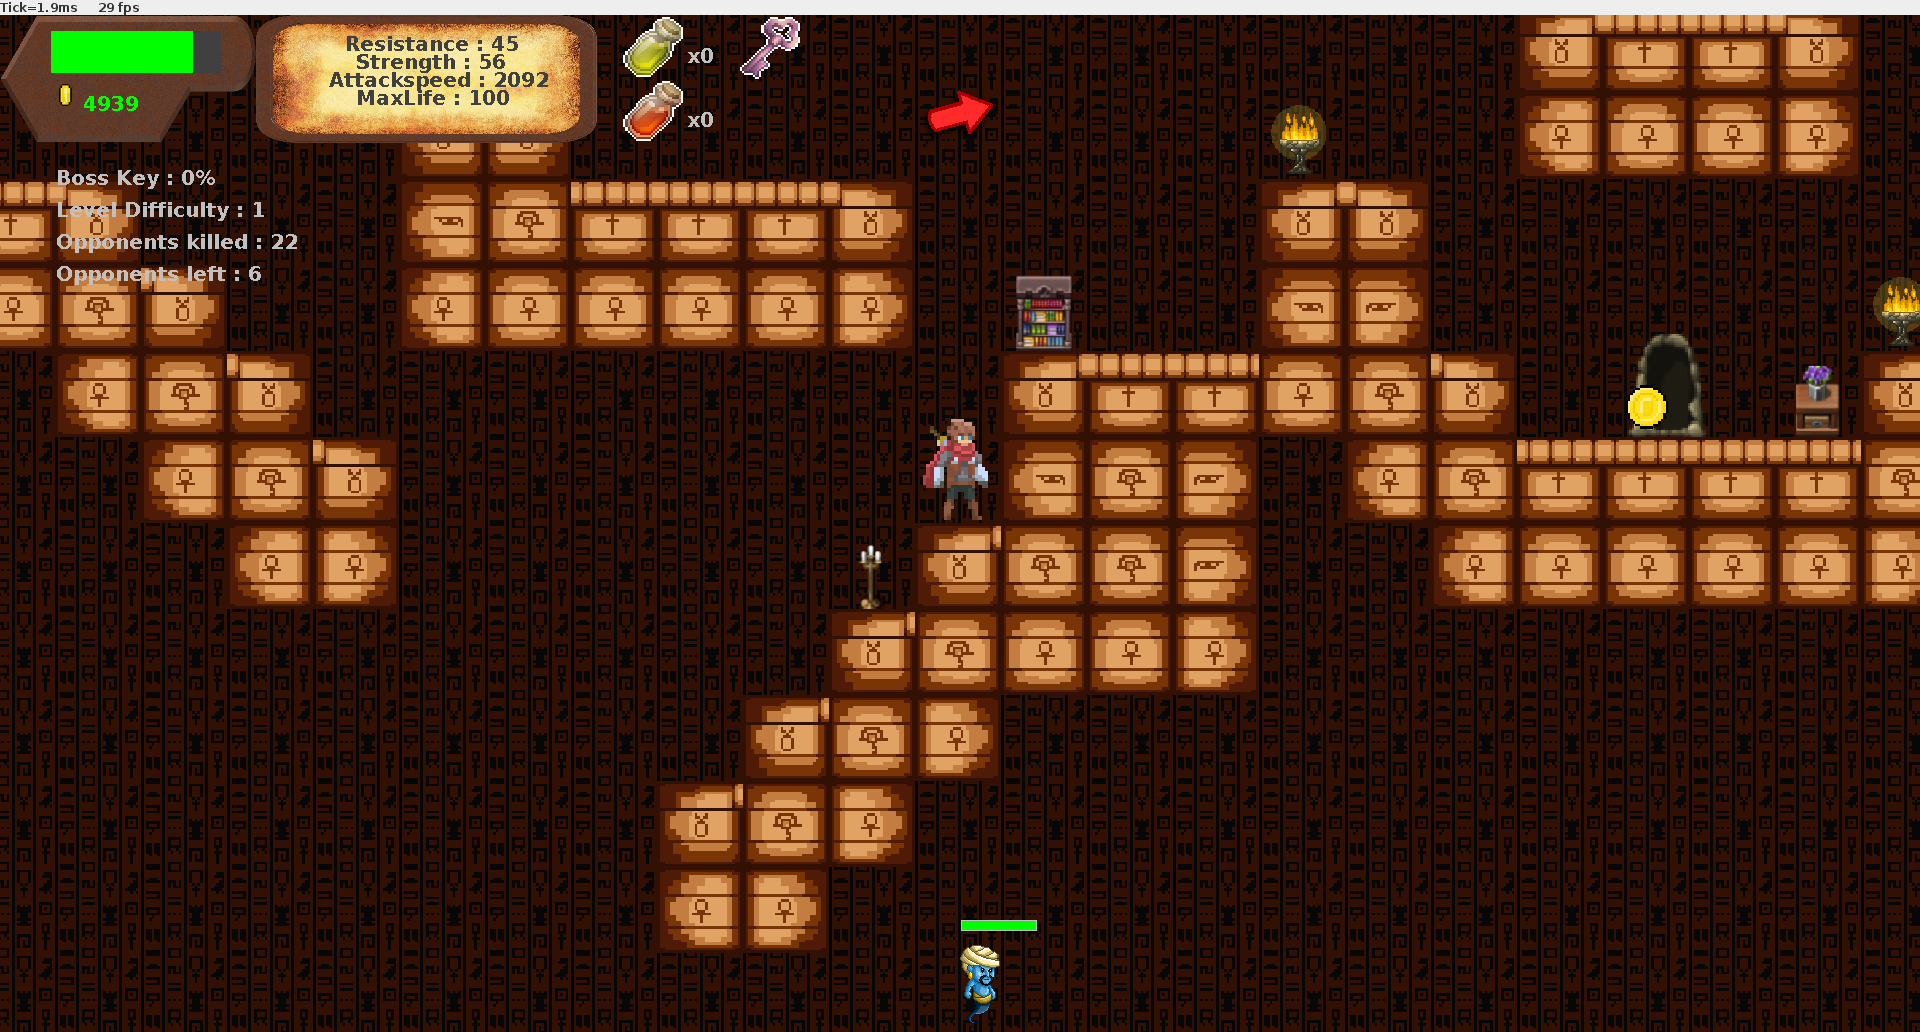 Tick=1.9ms 29 fps
Resistance : 45
Strength : 56
Attackspeed : 2092
MaxLife : 100
4939
x0
x0
Boss Key : 0%
Level Difficulty : 1
Opponents killed : 22
Opponents left : 6